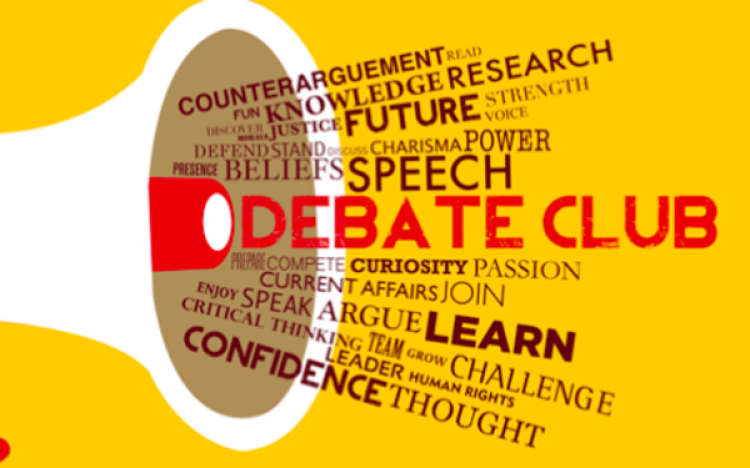 COUNTERARGUEMENT READ
FUN KNOWLEDGE RESEARCH
DISCOVER MORALS JUSTICE FUTURE STRENGTH
VOICE
DEFEND STAND DISCUSS CHARISMA POWER
PRESENCE BELIEFS SPEECH
DEBATE CLUB
PREPARE COMPETE CURIOSITY PASSION
CURRENT AFFAIRS JOIN
ENJOY SPEAK ARGUE LEARN
CRITICAL THINKING TEAM GROW CHALLENGE
LEADER HUMAN RIGHTS
CONFIDENCE THOUGHT